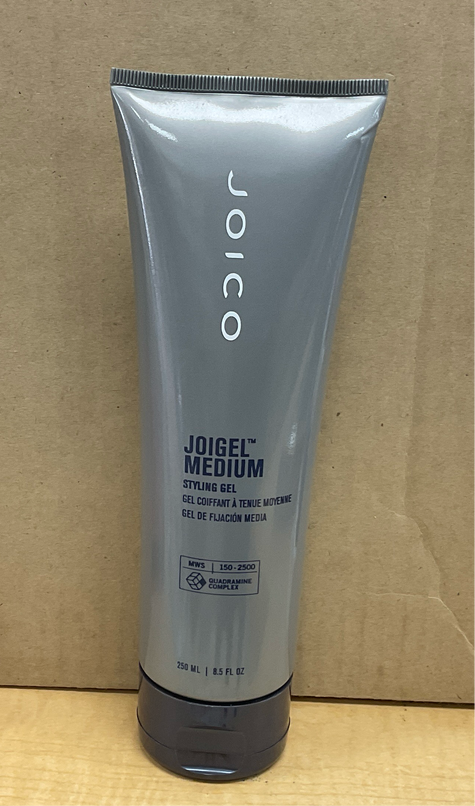 JOICO
JOIGEL™
MEDIUM
STYLING GEL
GEL COIFFANT À TENUE MOYENNE
GEL DE FIJACIÓN MEDIA
MWS | 150-2500
QUADRAMINE
COMPLEX
250 ML | 8.5 FL OZ